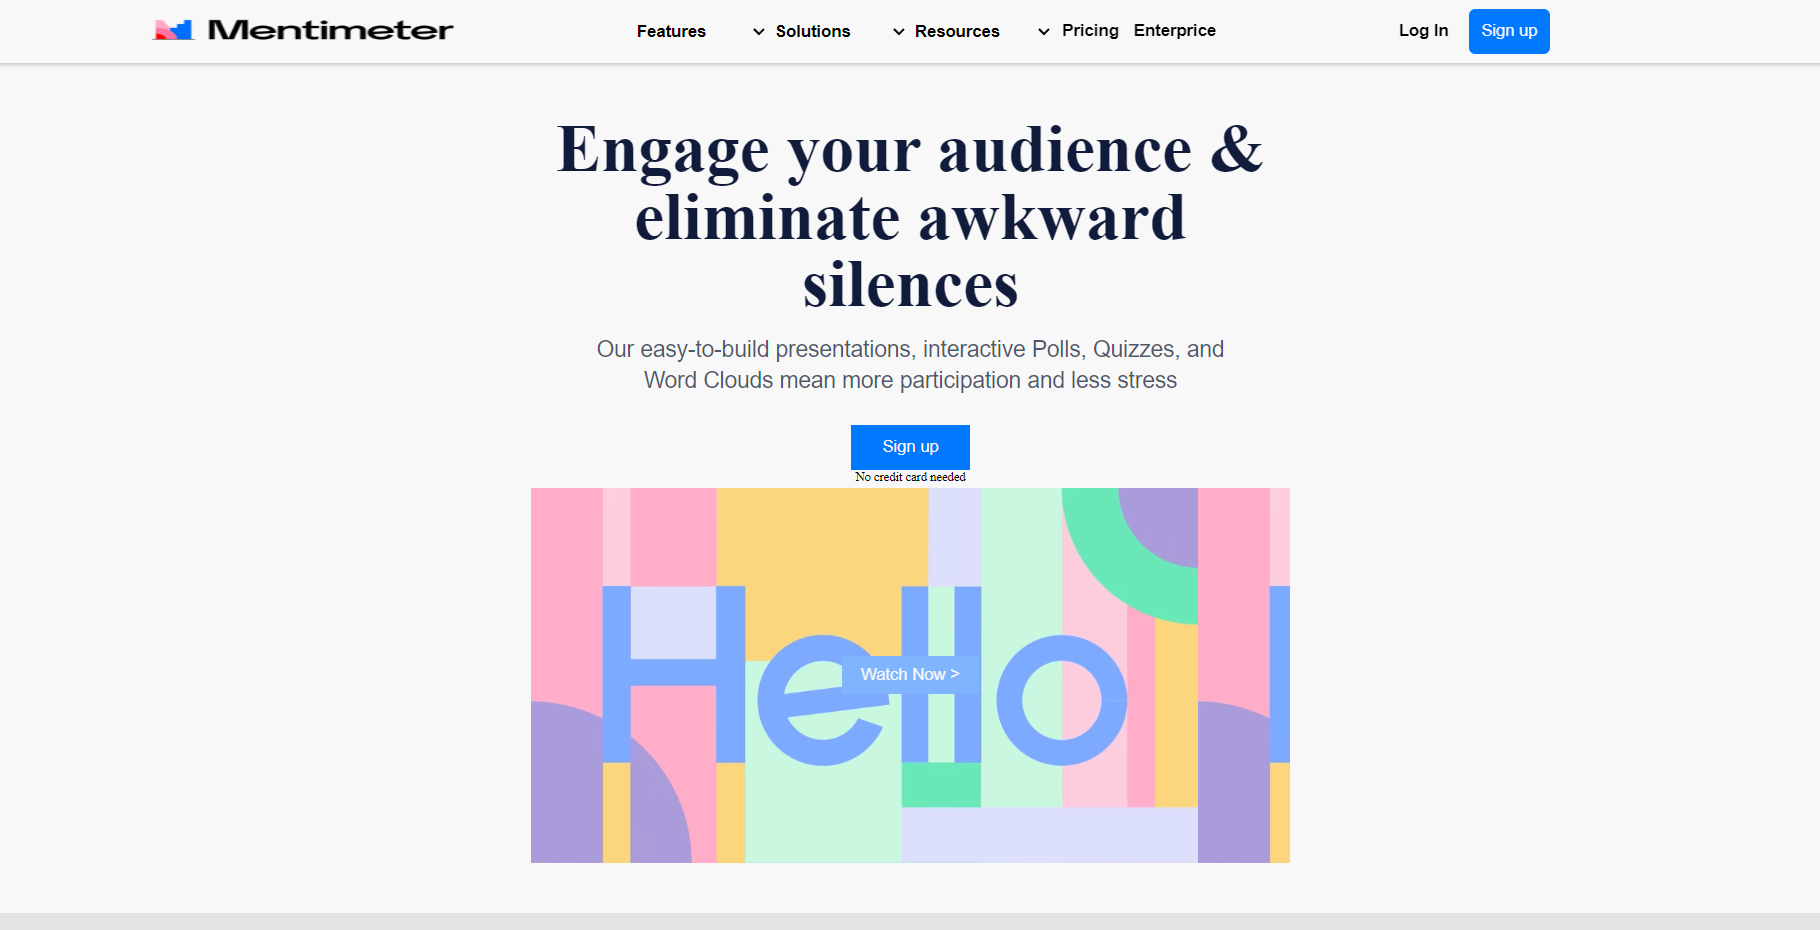 Mentimeter
Features Solutions Resources Pricing Enterprice Log In Sign up
Engage your audience &
eliminate awkward
silences
Our easy-to-build presentations, interactive Polls, Quizzes, and
Word Clouds mean more participation and less stress
Sign up
No credit card needed
Hello
Watch Now >